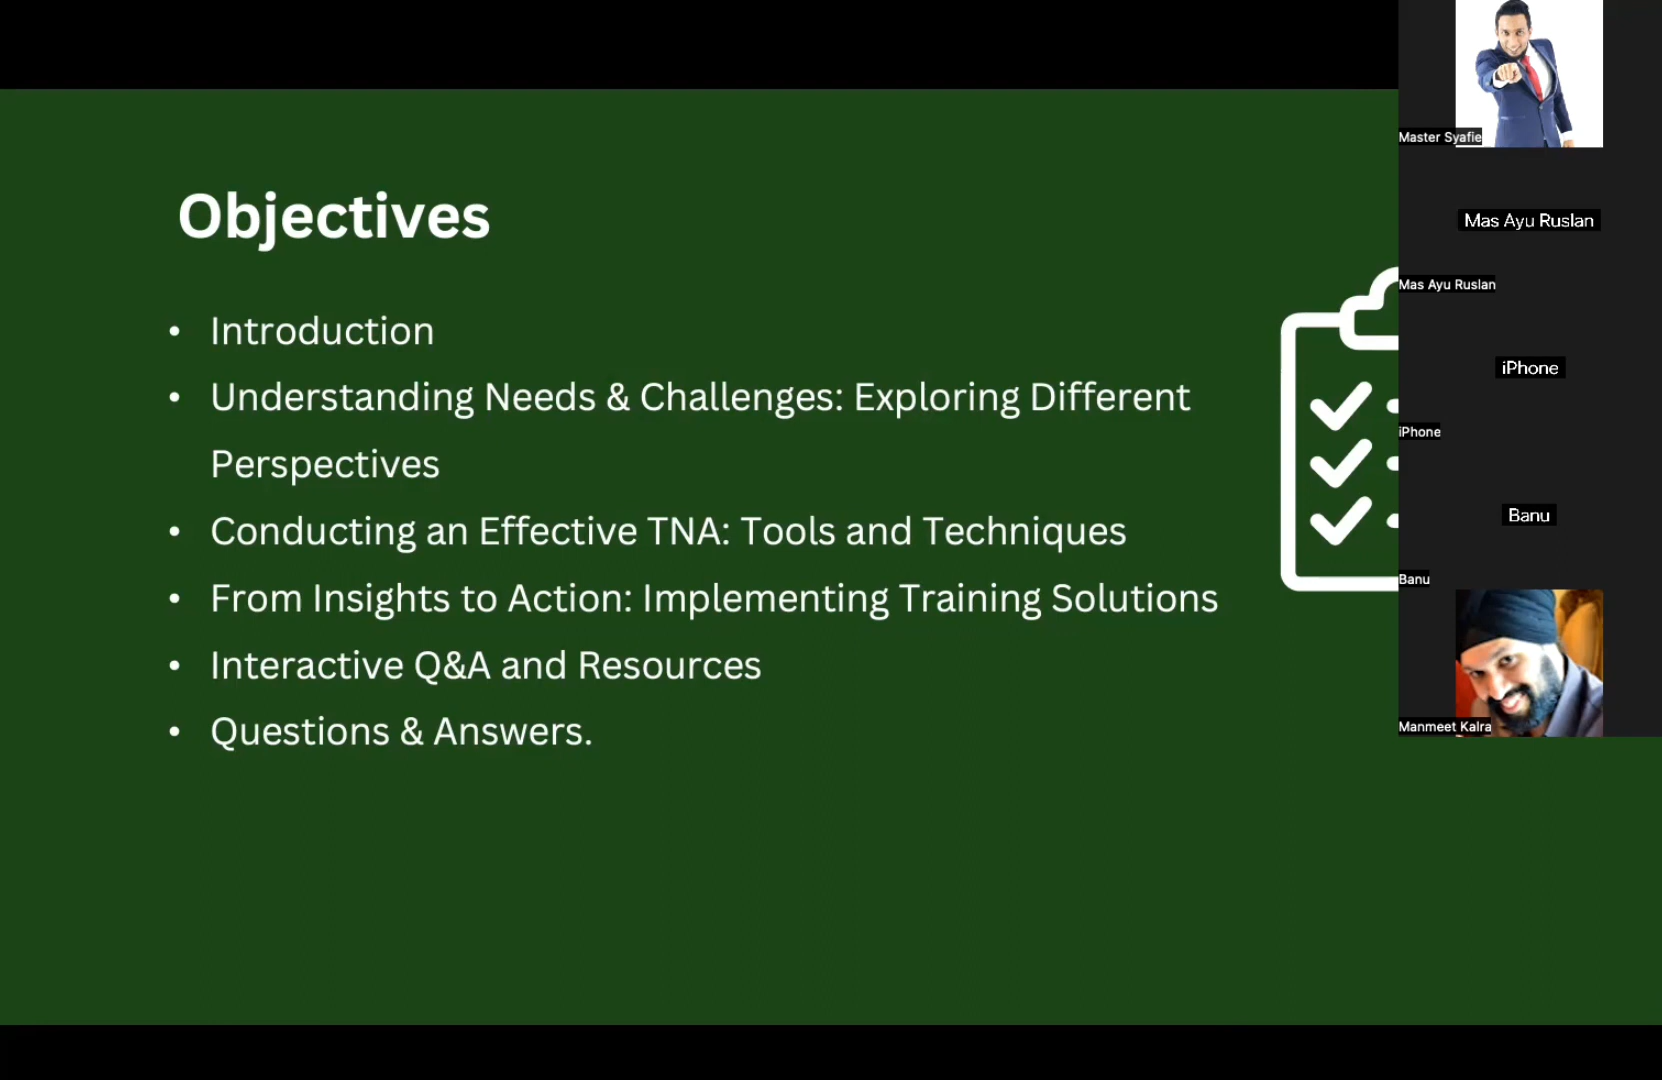 Objectives
• Introduction
• Understanding Needs & Challenges: Exploring Different
Perspectives
• Conducting an Effective TNA: Tools and Techniques
• From Insights to Action: Implementing Training Solutions
• Interactive Q&A and Resources
• Questions & Answers.
Master Syafie
Mas Ayu Ruslan
Mas Ayu Ruslan
iPhone
iPhone
Banu
Banu
Manmeet Kalra